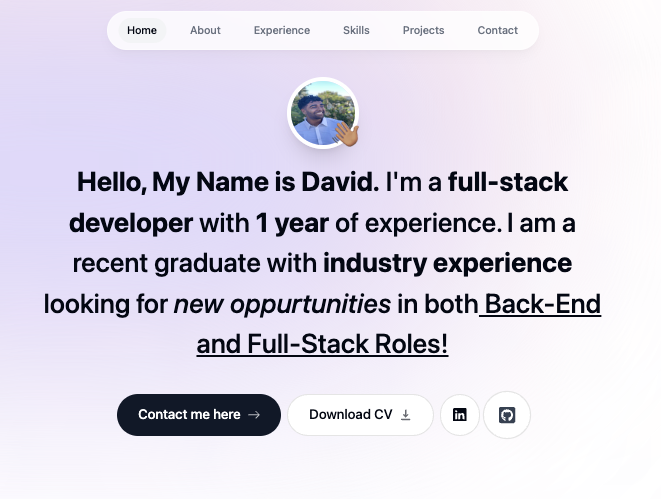 Home About Experience Skills Projects Contact
Hello, My Name is David. I'm a full-stack
developer with 1 year of experience. I am a
recent graduate with industry experience
looking for new oppurtunities in both Back-End
and Full-Stack Roles!
Contact me here → Download CV in